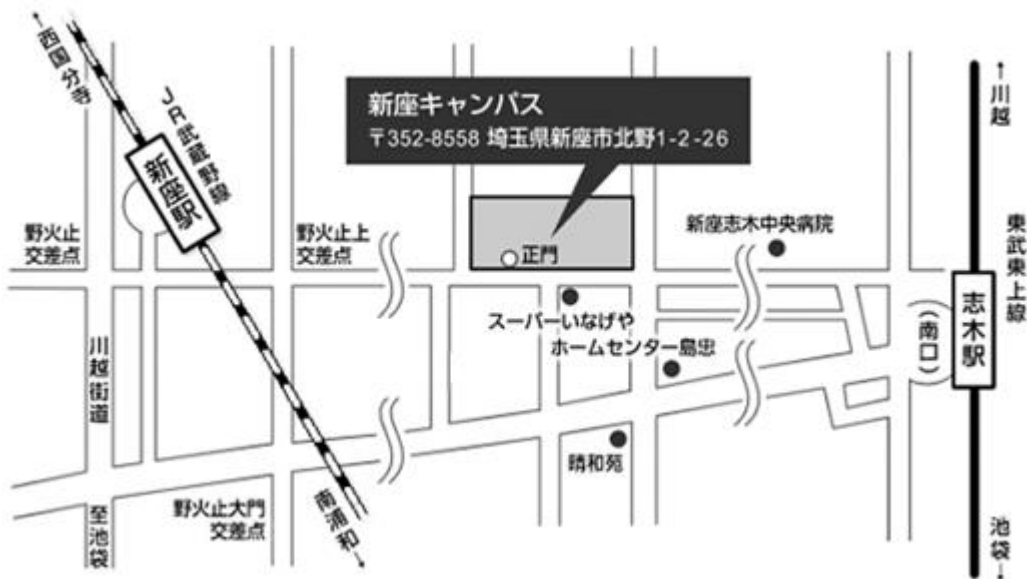 ←西国分寺
JR武蔵野線
新座駅
新座キャンパス
〒352-8558 埼玉県新座市北野1-2-26
↑川越
東武東上線
野火止
交差点
野火止上
交差点
正門
新座志木中央病院
志木駅
(南口)
スーパーいなげや
ホームセンター島忠
川越街道
晴和苑
野火止大門
交差点
至池袋
南浦和→
池袋→